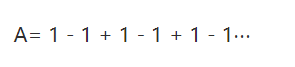 A= 1 - 1 + 1 - 1 + 1 - 1···